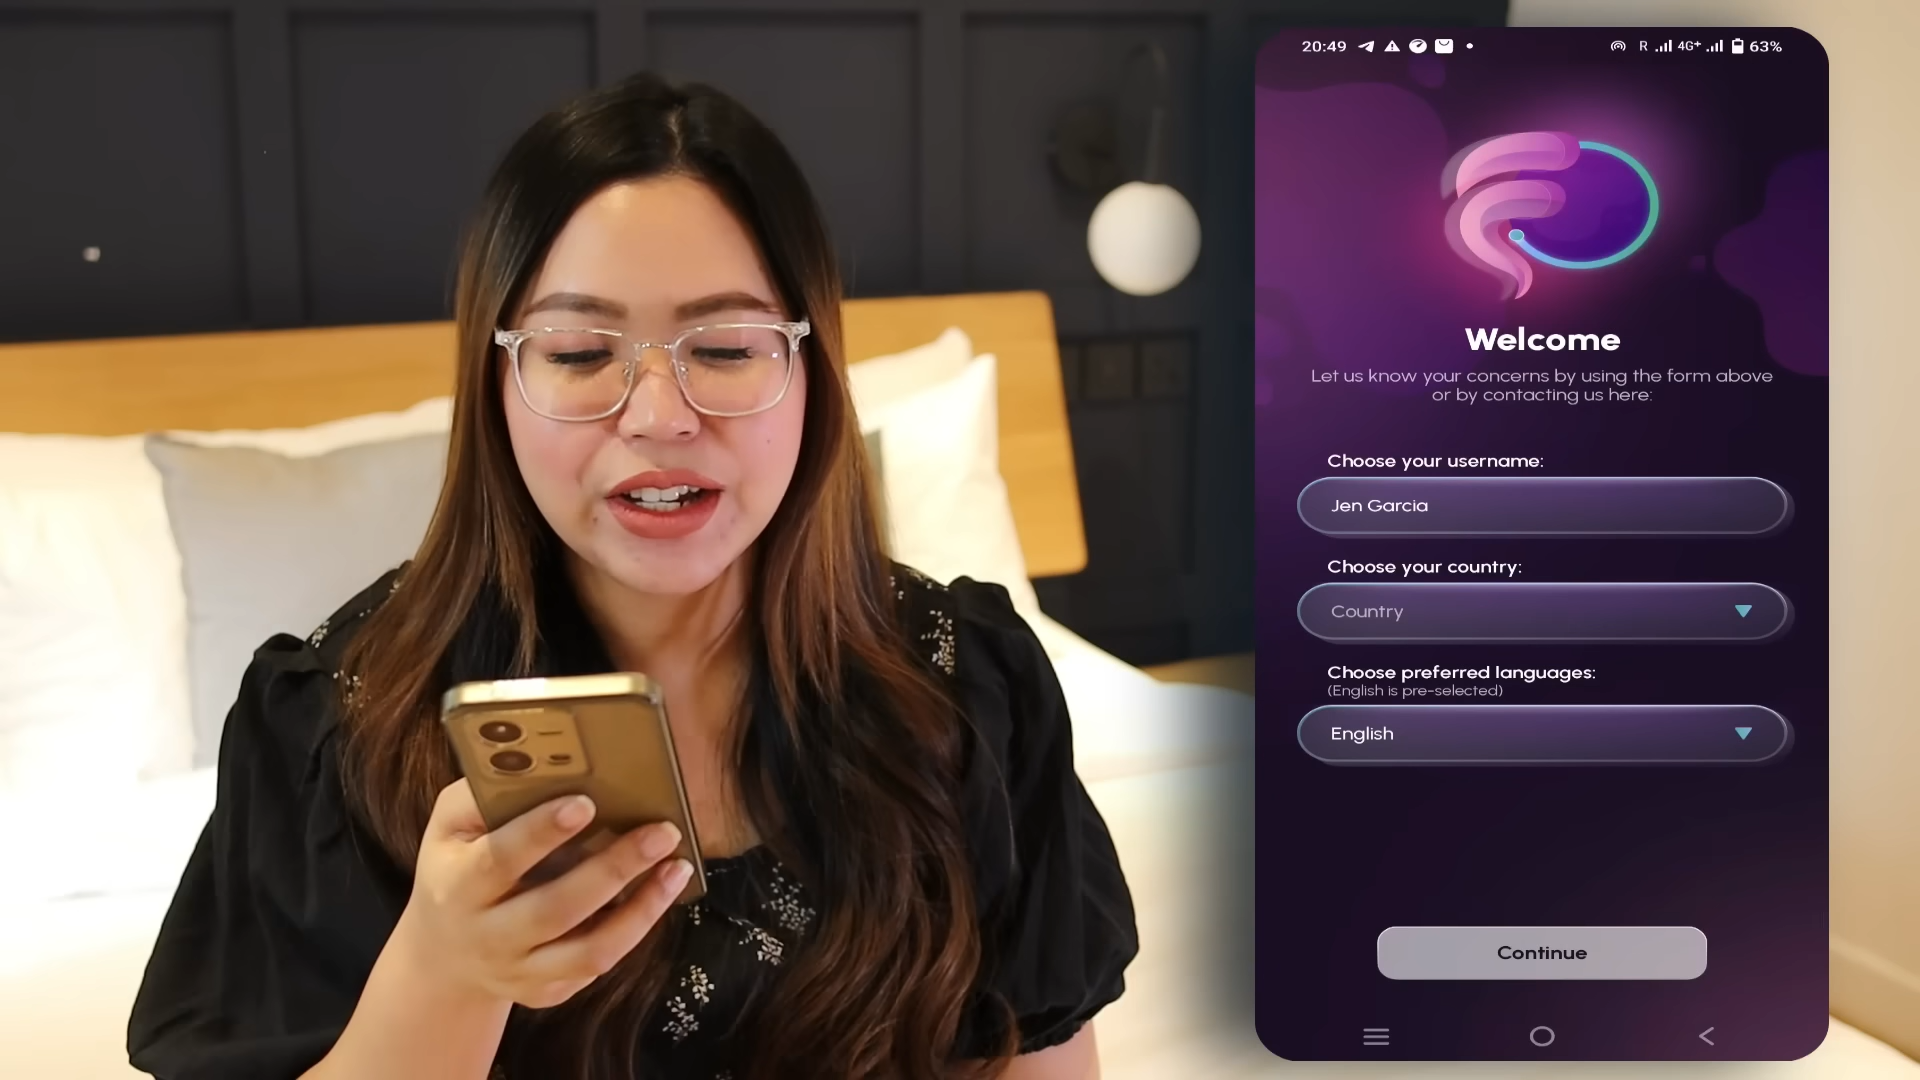 20:49 R 4G+ 63%
Welcome
Let us know your concerns by using the form above
or by contacting us here:
Choose your username:
Jen Garcia
Choose your country:
Country
Choose preferred languages:
(English is pre-selected)
English
Continue